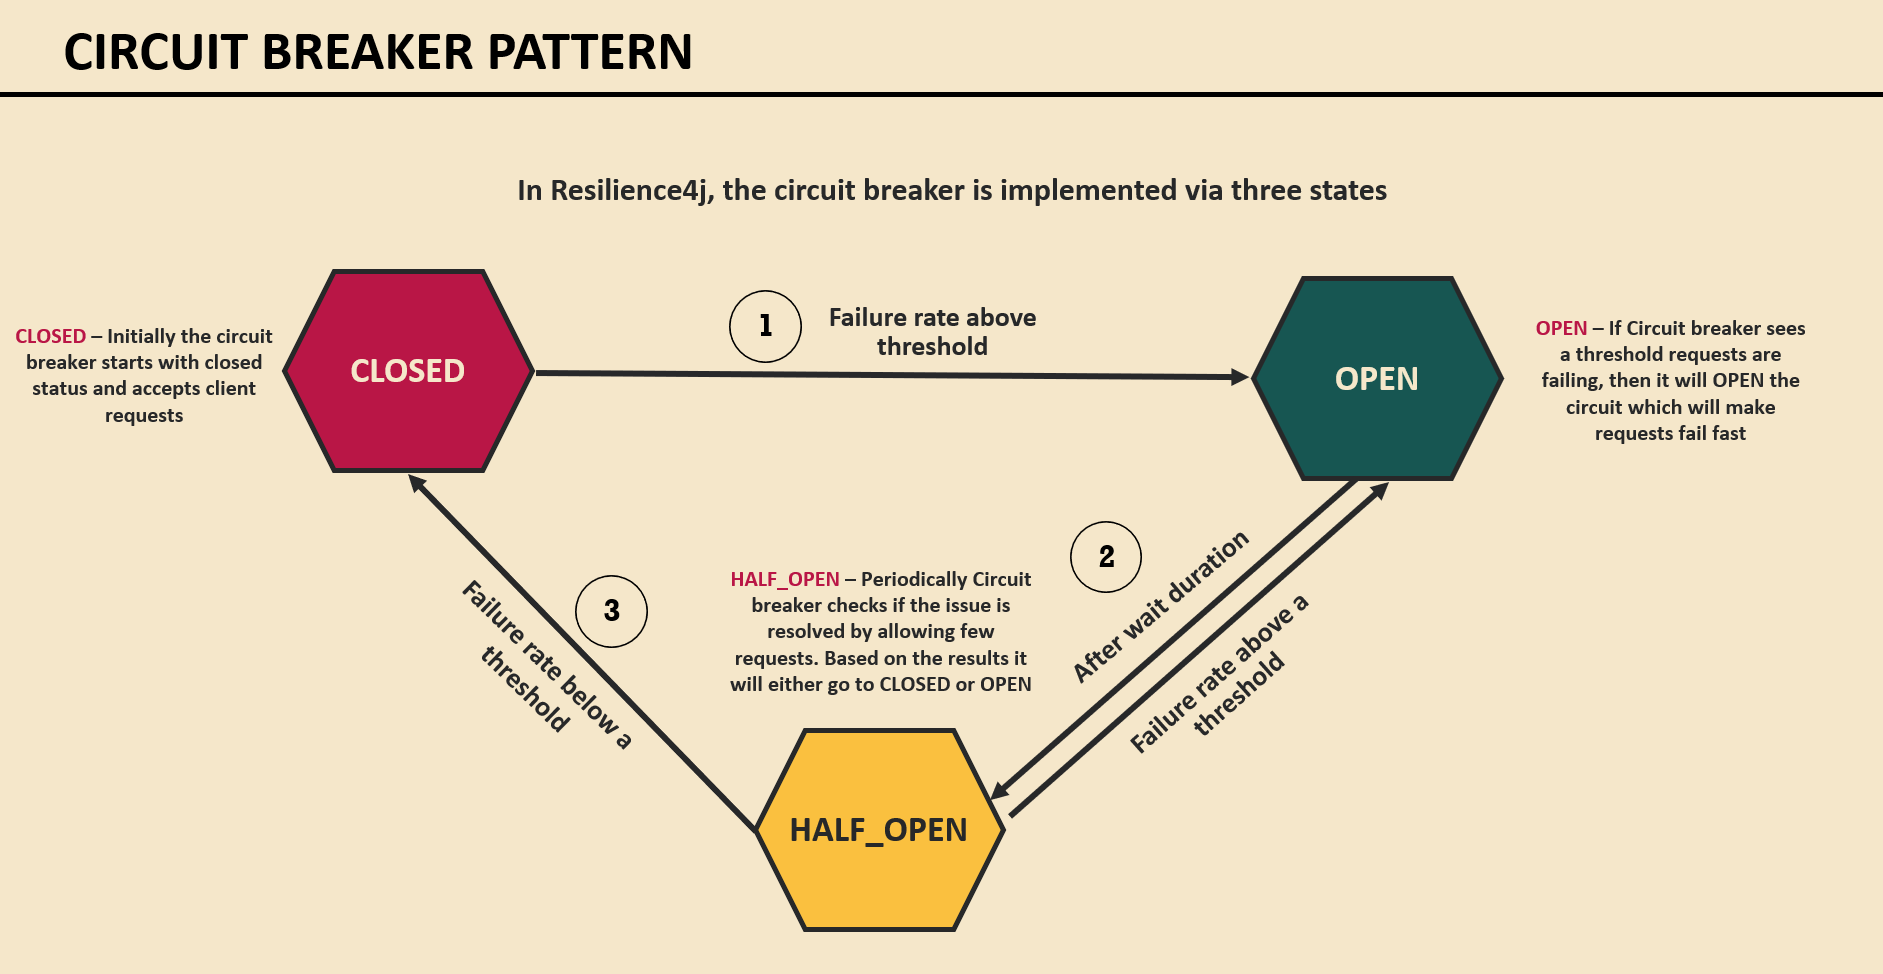 CIRCUIT BREAKER PATTERN
In Resilience4j, the circuit breaker is implemented via three states
CLOSED – Initially the circuit
breaker starts with closed
status and accepts client
requests
CLOSED
1
Failure rate above
threshold
OPEN
OPEN – If Circuit breaker sees
a threshold requests are
failing, then it will OPEN the
circuit which will make
requests fail fast
2
After wait duration
Failure rate above a
threshold
HALF_OPEN – Periodically Circuit
breaker checks if the issue is
resolved by allowing few
requests. Based on the results it
will either go to CLOSED or OPEN
3
Failure rate below a
threshold
HALF_OPEN